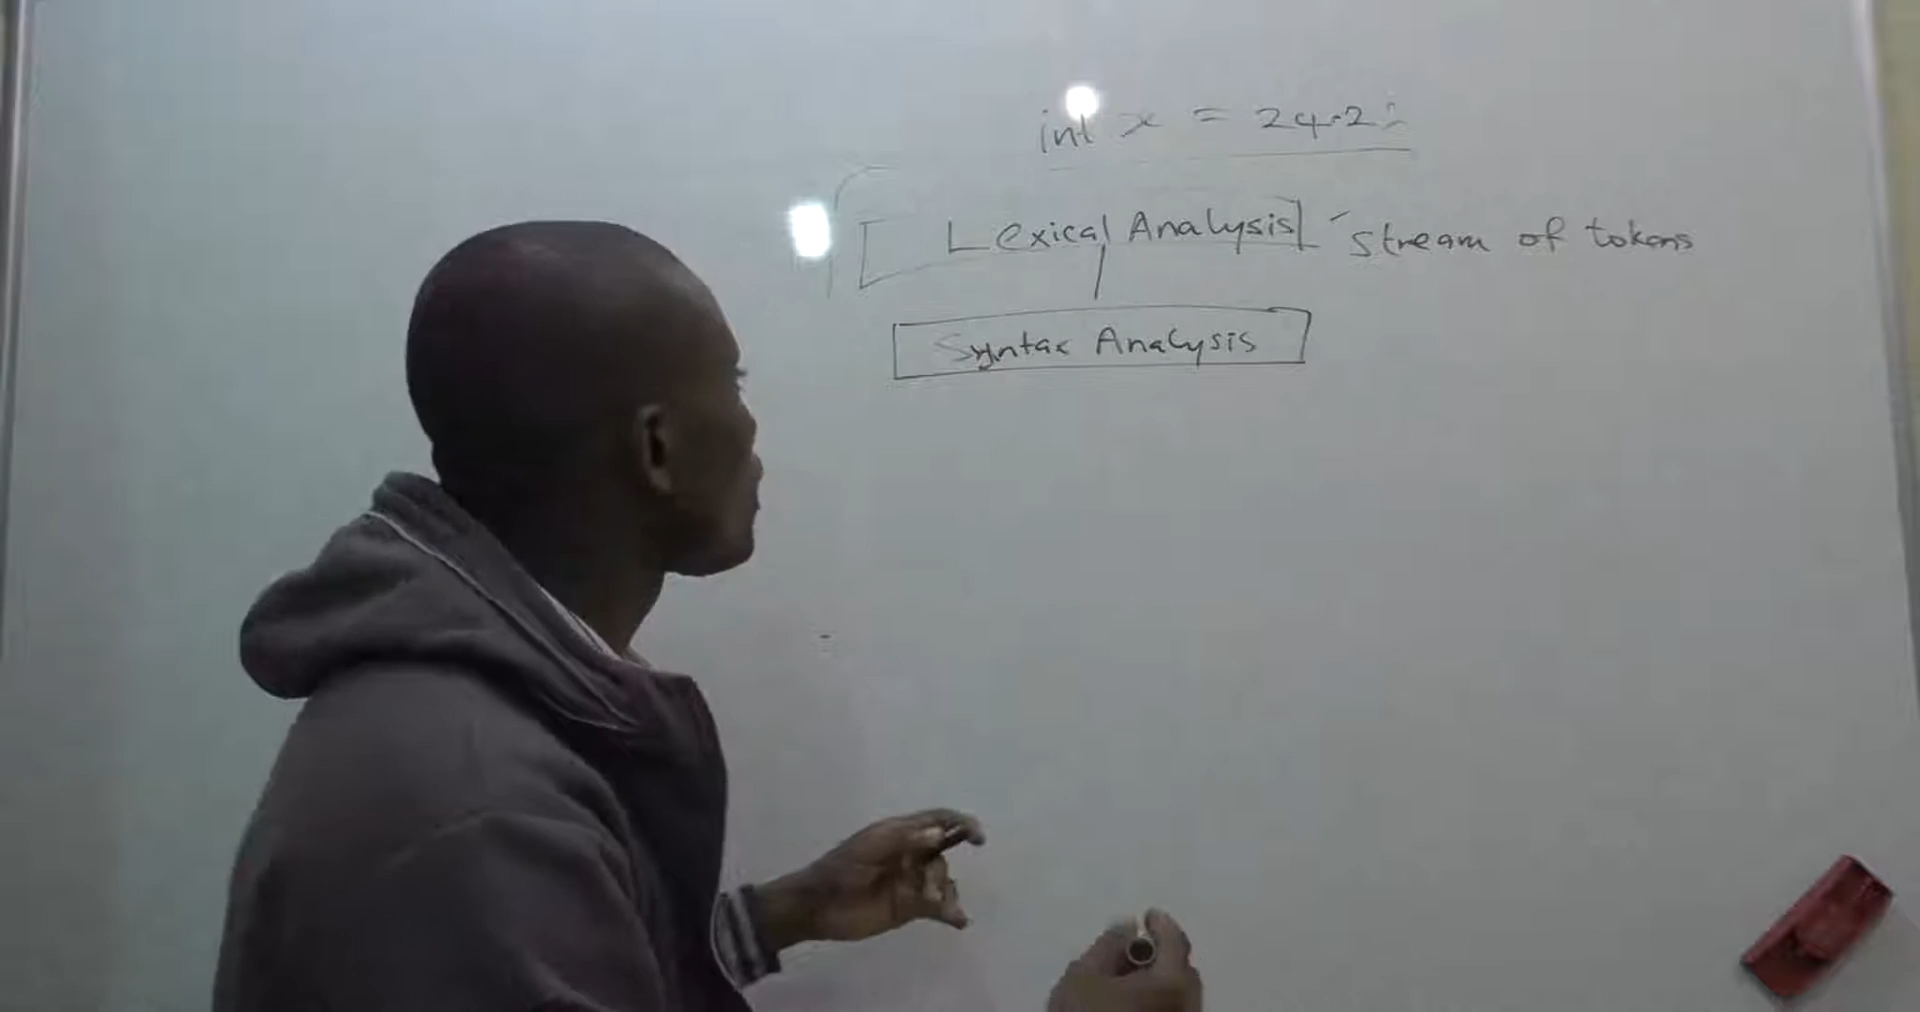 int x = 24.2;
Lexical Analysis stream of tokens
Syntax Analysis